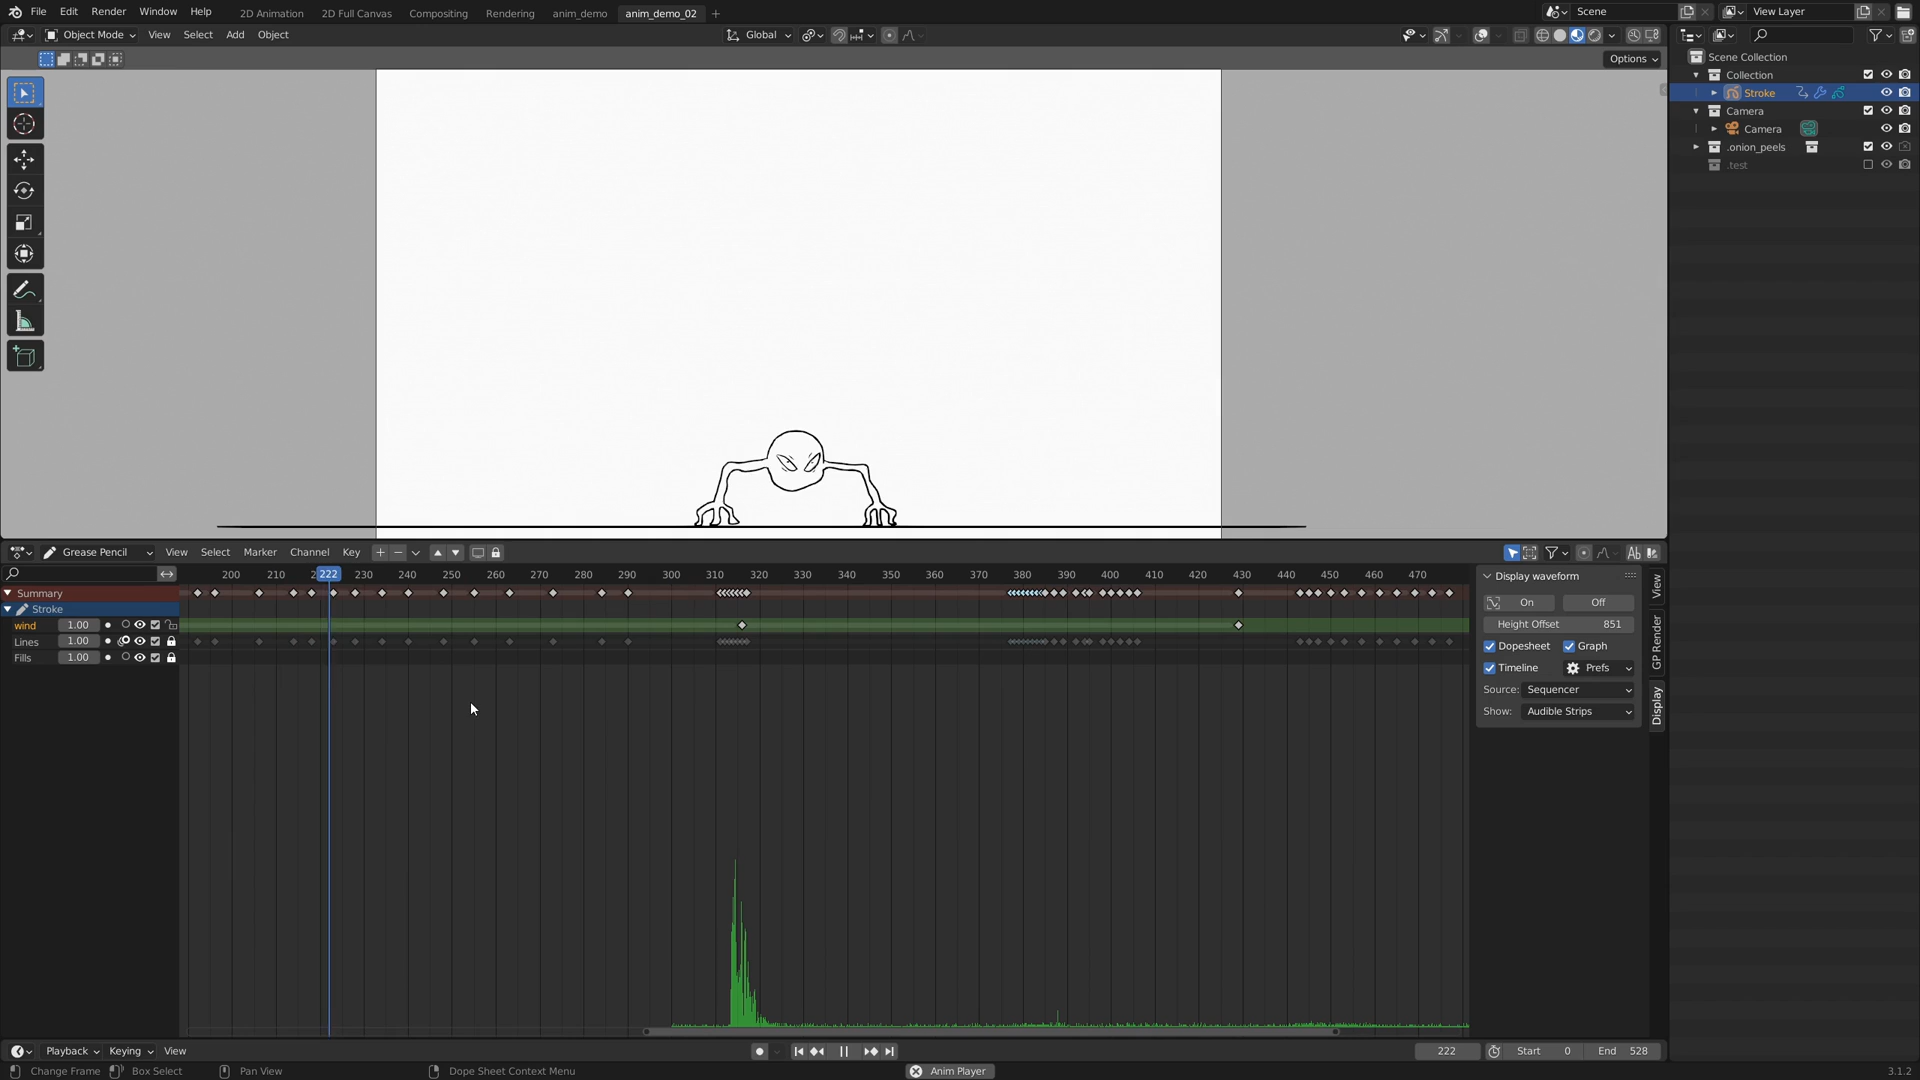 File Edit Render Window Help 2D Animation 2D Full Canvas Compositing Rendering anim_demo anim_demo_02 + Scene View Layer
Object Mode View Select Add Object Global
Options
Scene Collection
Collection
Stroke
Camera
Camera
.onion_peels
.test
Grease Pencil View Select Marker Channel Key
200 210 2 222 230 240 250 260 270 280 290 300 310 320 330 340 350 360 370 380 390 400 410 420 430 440 450 460 470
Summary
Stroke
wind 1.00
Lines 1.00
Fills 1.00
Display waveform
On Off
Height Offset 851
Dopesheet Graph
Timeline Prefs
Source: Sequencer
Show: Audible Strips
View
GP Render
Display
Playback Keying View 222 Start 0 End 528
Change Frame Box Select Pan View Dope Sheet Context Menu Anim Player 3.1.2